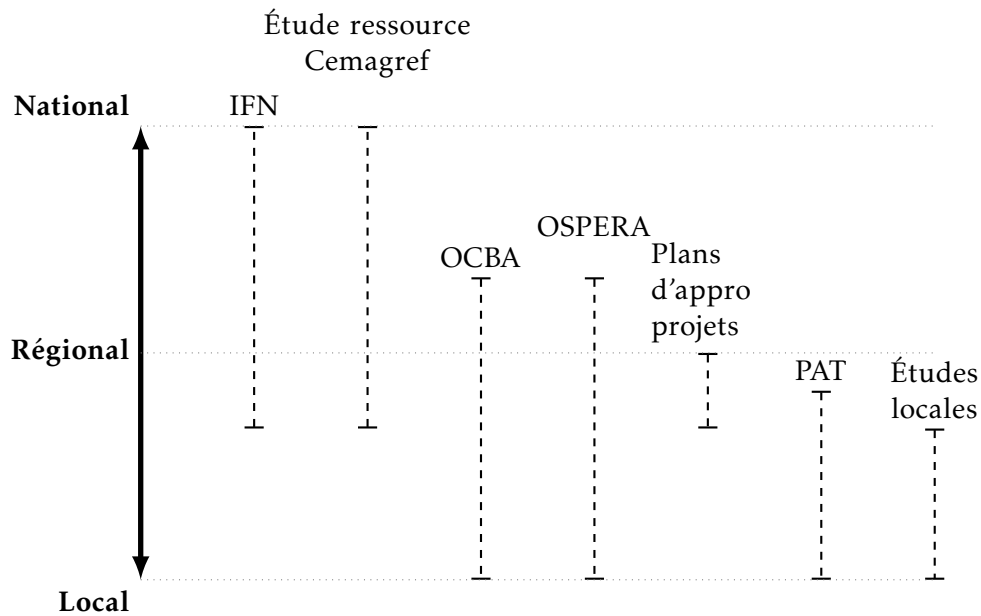 Étude ressource
Cemagref
National
IFN
OSPERA
OCBA
Plans
d'appro
projets
Régional
PAT
Études
locales
Local